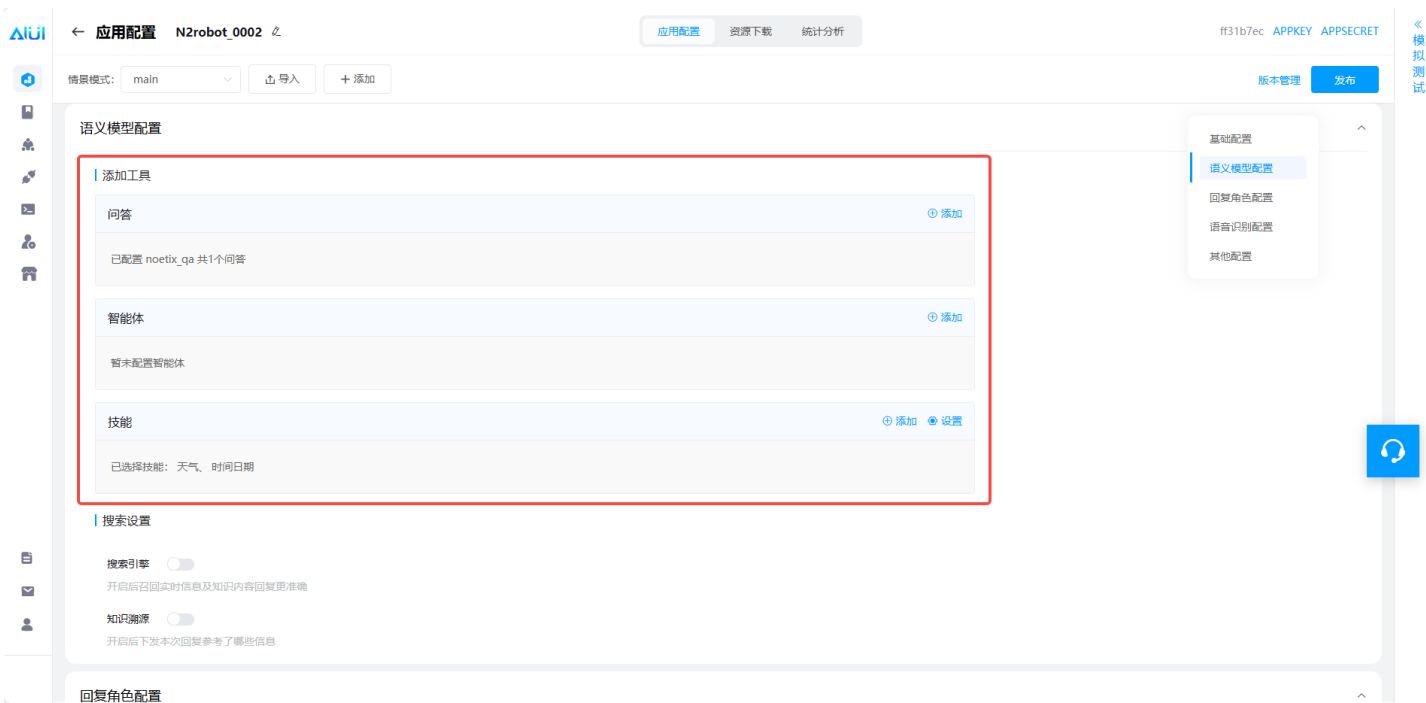 AIUI
应用配置 N2robot_0002
应用配置 资源下载 统计分析
ff31b7ec APPKEY APPSECRET
模拟测试
情景模式： main 导入 添加
版本管理 发布
语义模型配置
基础配置
语义模型配置
回复角色配置
语音识别配置
其他配置
添加工具
问答 添加
已配置 noetix_qa 共1个问答
智能体 添加
暂未配置智能体
技能 添加 设置
已选择技能： 天气、 时间日期
搜索设置
搜索引擎
开启后召回实时信息及知识内容回复更准确
知识溯源
开启后下发本次回复参考了哪些信息
回复角色配置